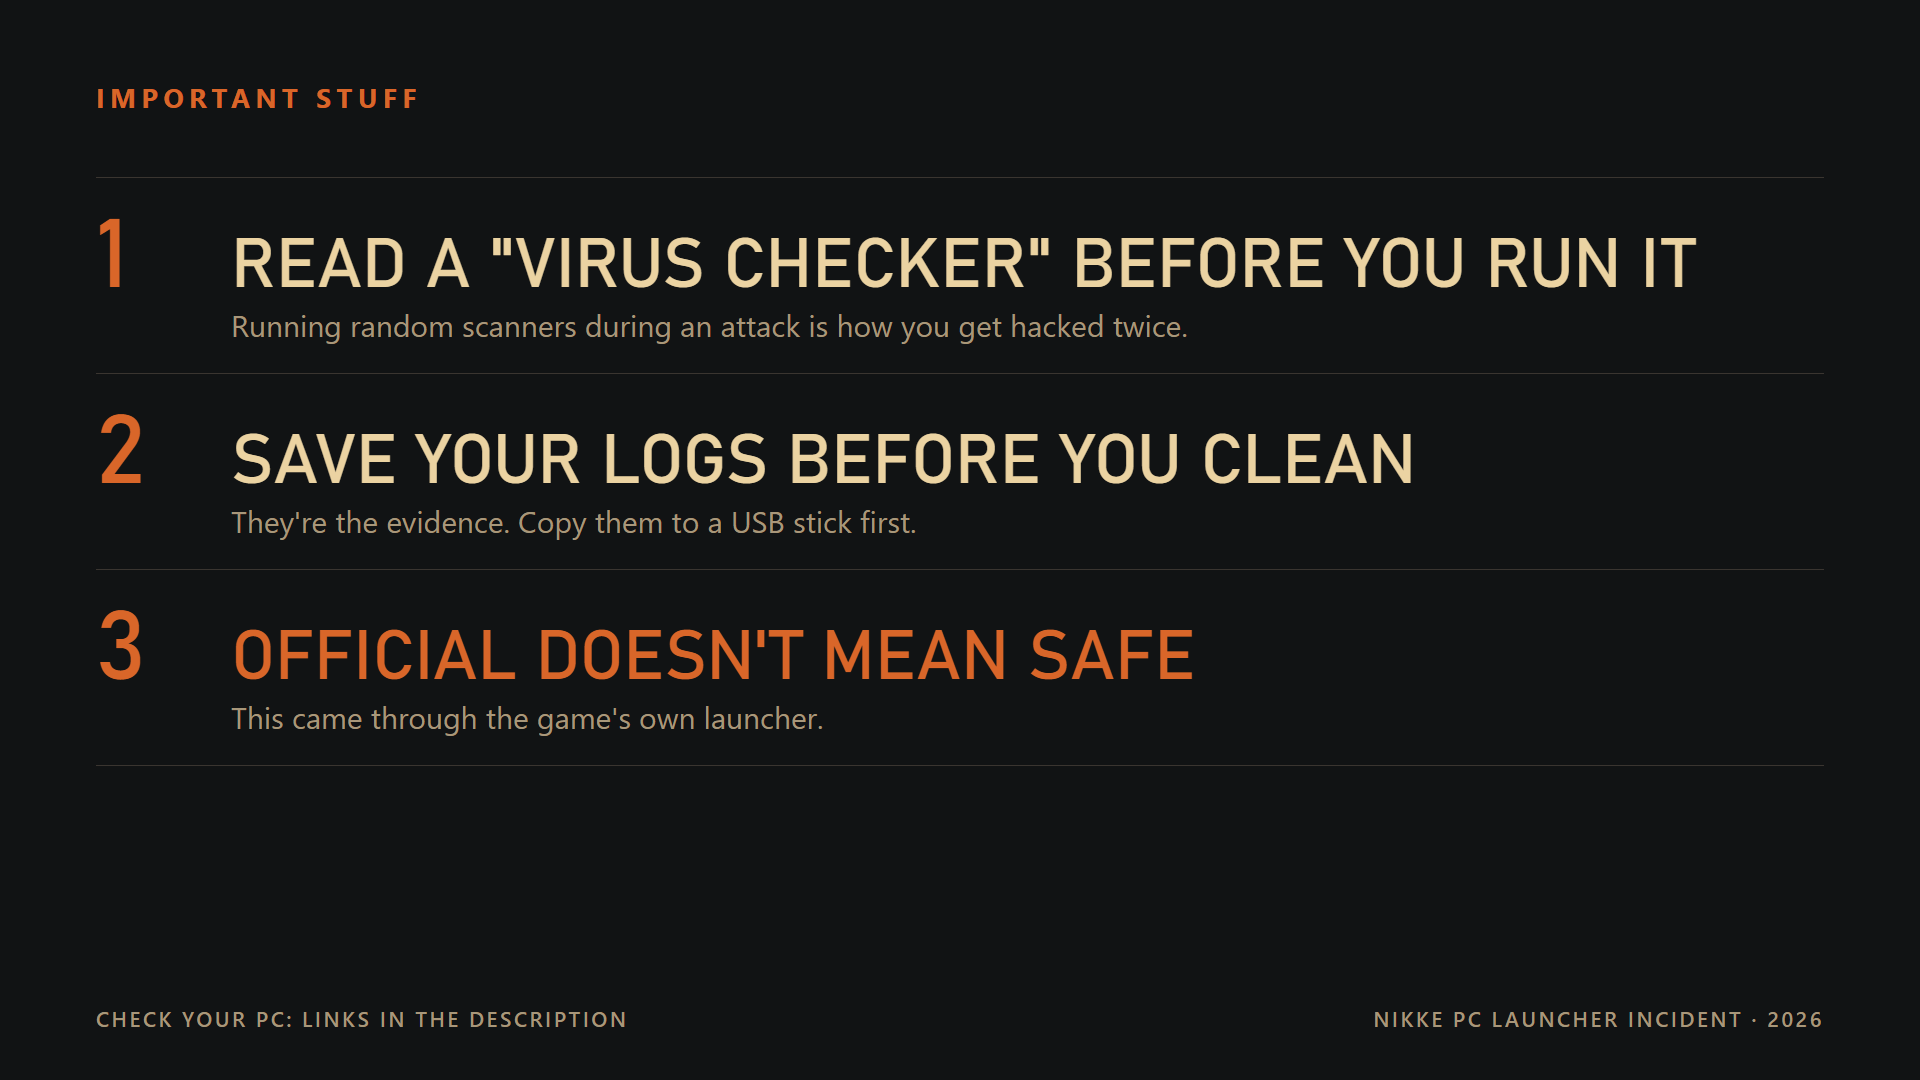 IMPORTANT STUFF
1
READ A "VIRUS CHECKER" BEFORE YOU RUN IT
Running random scanners during an attack is how you get hacked twice.
2
SAVE YOUR LOGS BEFORE YOU CLEAN
They're the evidence. Copy them to a USB stick first.
3
OFFICIAL DOESN'T MEAN SAFE
This came through the game's own launcher.
CHECK YOUR PC: LINKS IN THE DESCRIPTION
NIKKE PC LAUNCHER INCIDENT · 2026